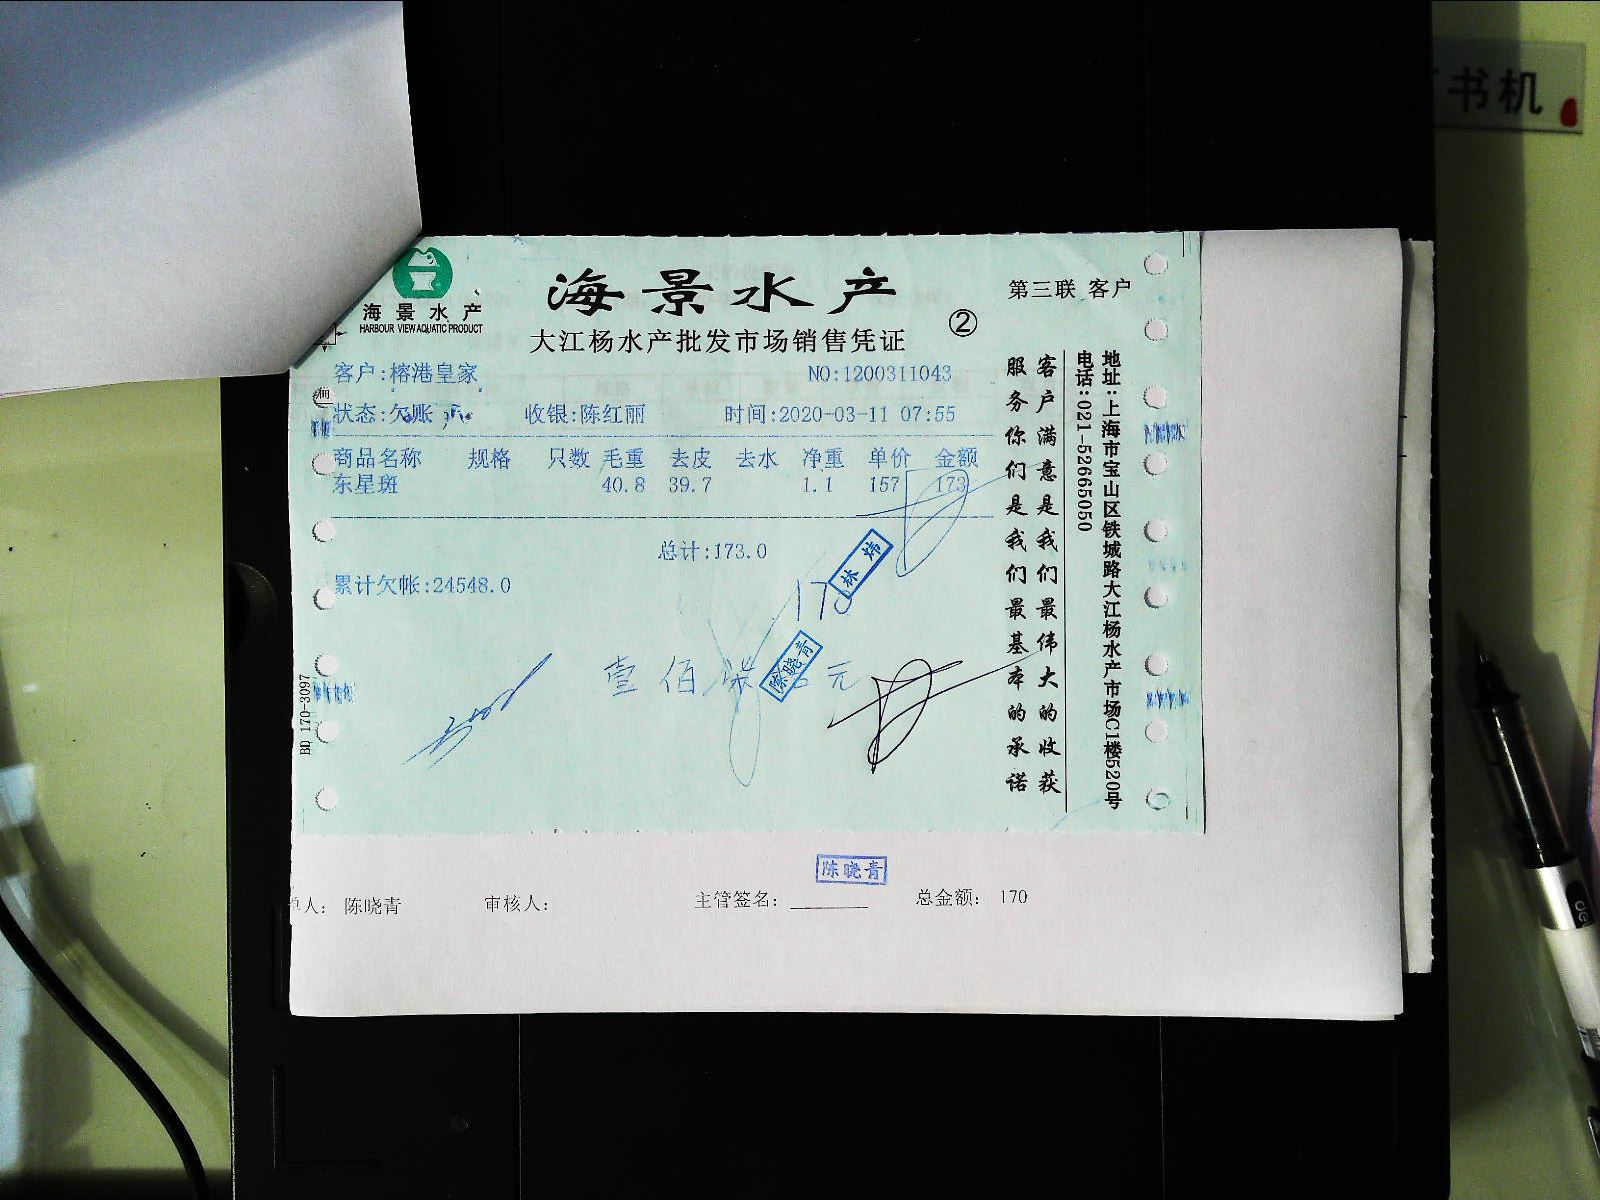 书机
海景水产
HARBOUR VIEW AQUATIC PRODUCT
海景水产
大江杨水产批发市场销售凭证
②
第三联 客户
客户:榕港皇家
NO:1200311043
状态:欠账
收银:陈红丽
时间:2020-03-11 07:55
商品名称 规格 只数 毛重 去皮 去水 净重 单价 金额
东星斑 40.8 39.7 1.1 157 173
总计:173.0
累计欠帐:24548.0
170
林炜
壹佰柒
元
陈晓青
客户满意是我们最伟大的收获
服务你们是我们最基本的承诺
地址:上海市宝山区铁城路大江杨水产市场C1楼520号
电话:021-52665050
BD 170-3097
陈晓青
单人: 陈晓青
审核人:
主管签名:
总金额: 170